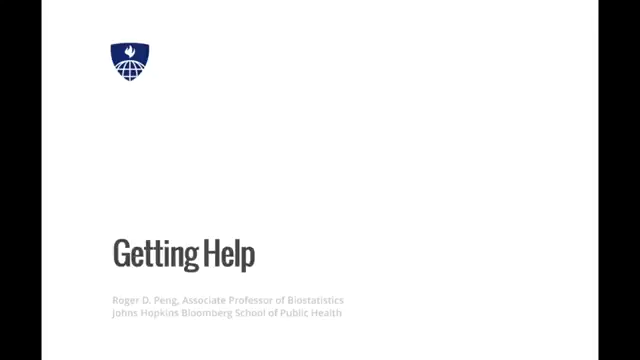 Getting Help
Roger D. Peng, Associate Professor of Biostatistics
Johns Hopkins Bloomberg School of Public Health